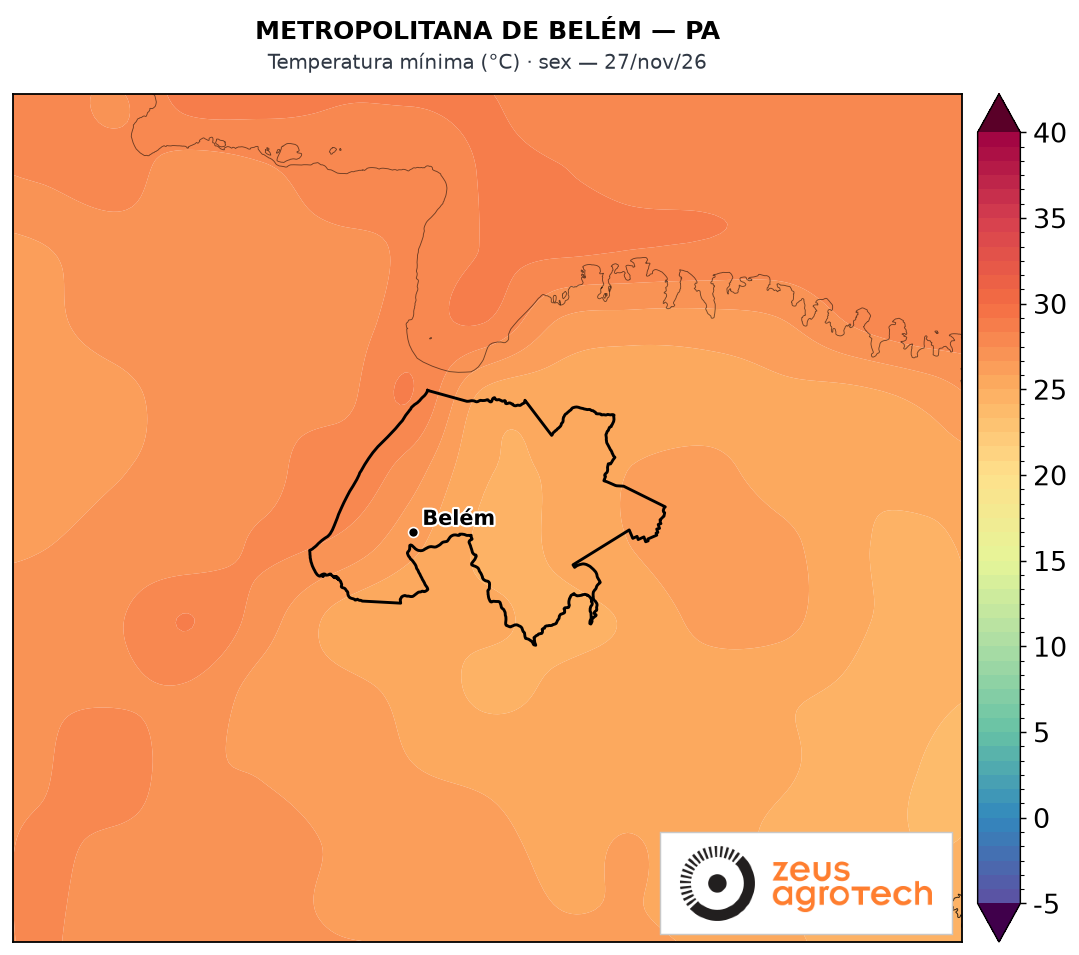 METROPOLITANA DE BELÉM — PA
Temperatura mínima (°C) · sex — 27/nov/26
40
35
30
25
20
15
10
5
0
-5
Belém
zeus
agrotech